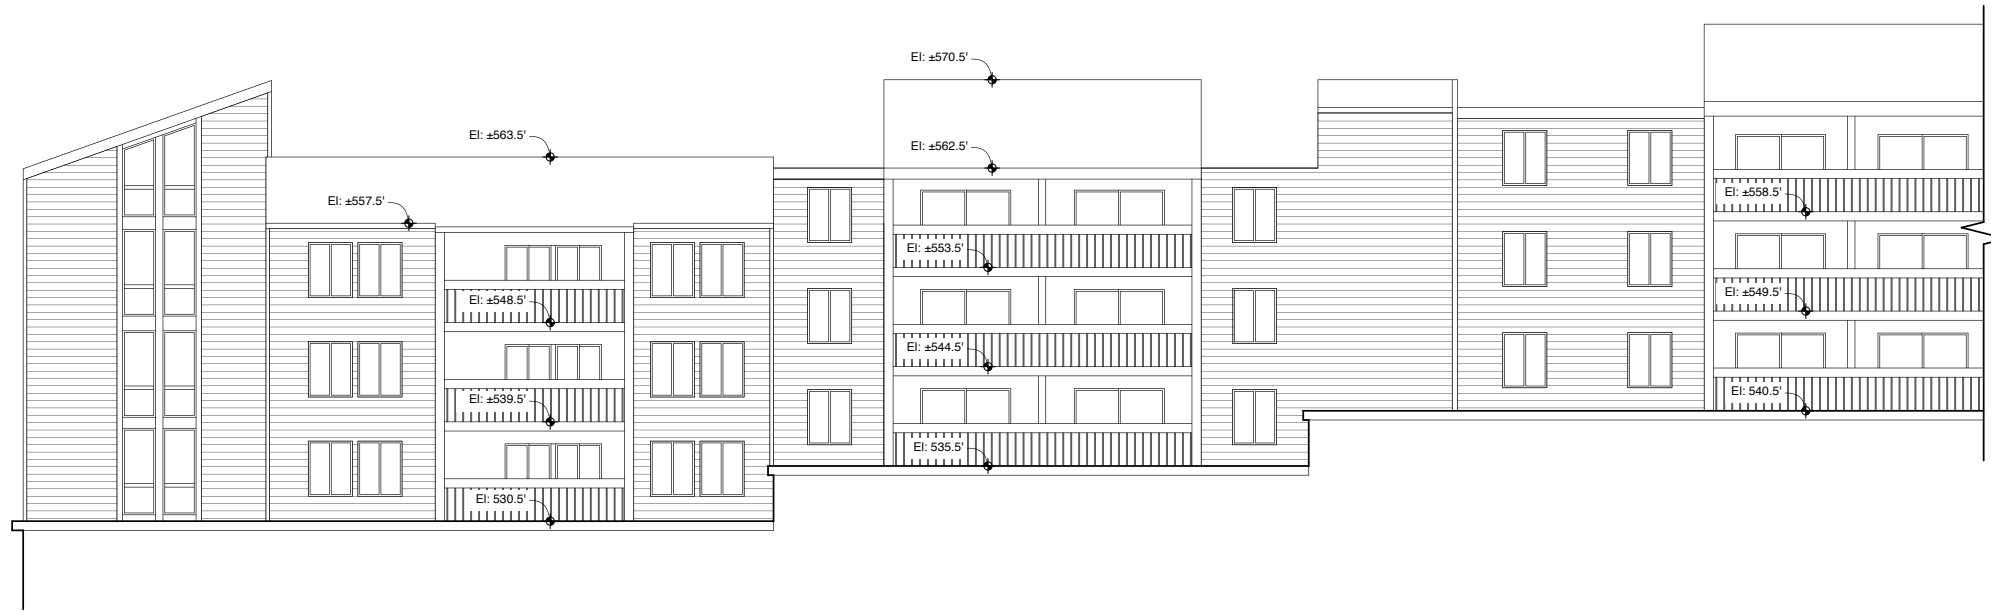 El: ±570.5'
El: ±563.5'
El: ±562.5'
El: ±557.5'
El: ±558.5'
El: ±553.5'
El: ±548.5'
El: ±549.5'
El: ±544.5'
El: ±539.5'
El: 540.5'
El: 535.5'
El: 530.5'